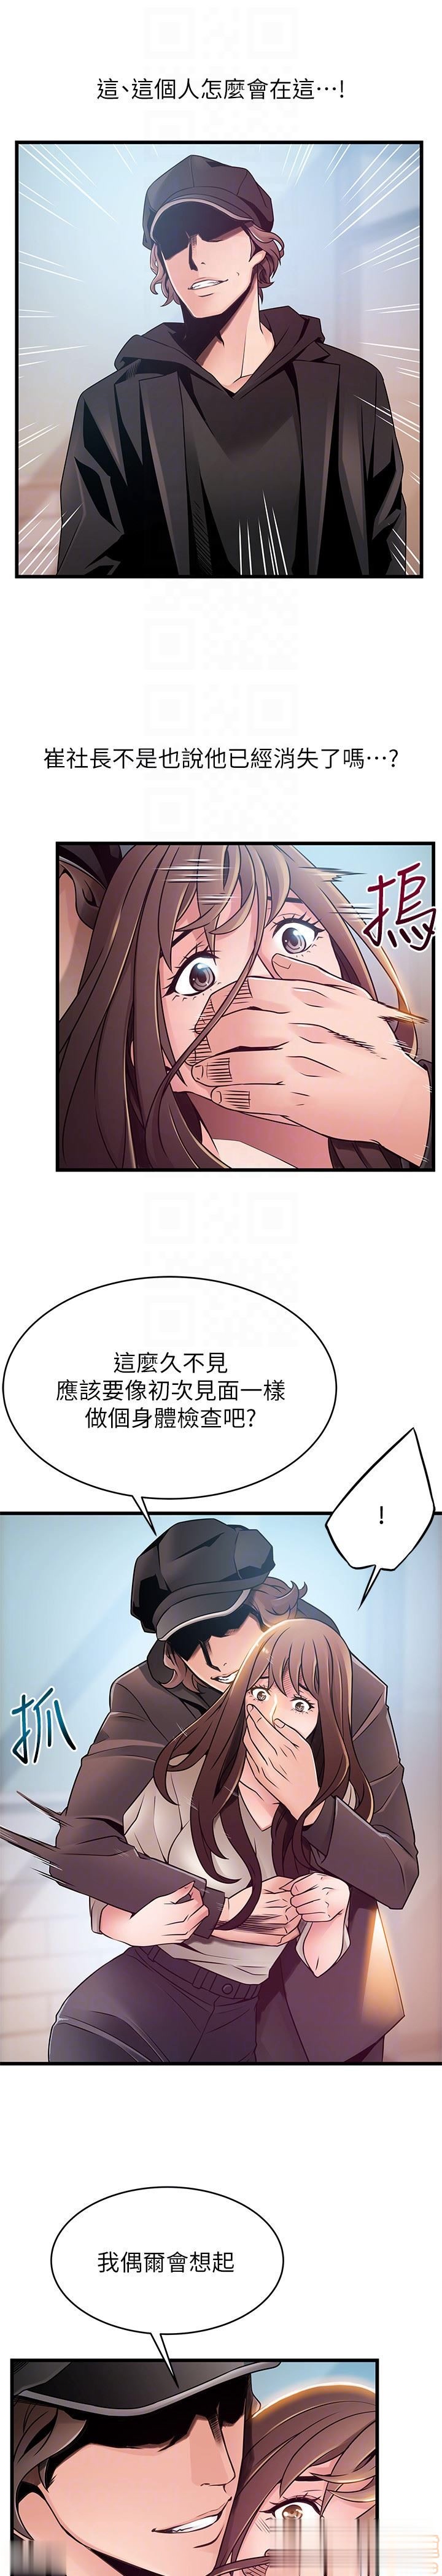 這、這個人怎麼會在這⋯!
崔社長不是也說他已經消失了嗎⋯?
摀
這麼久不見
應該要像初次見面一樣
做個身體檢查吧?
!
抓
我偶爾會想起